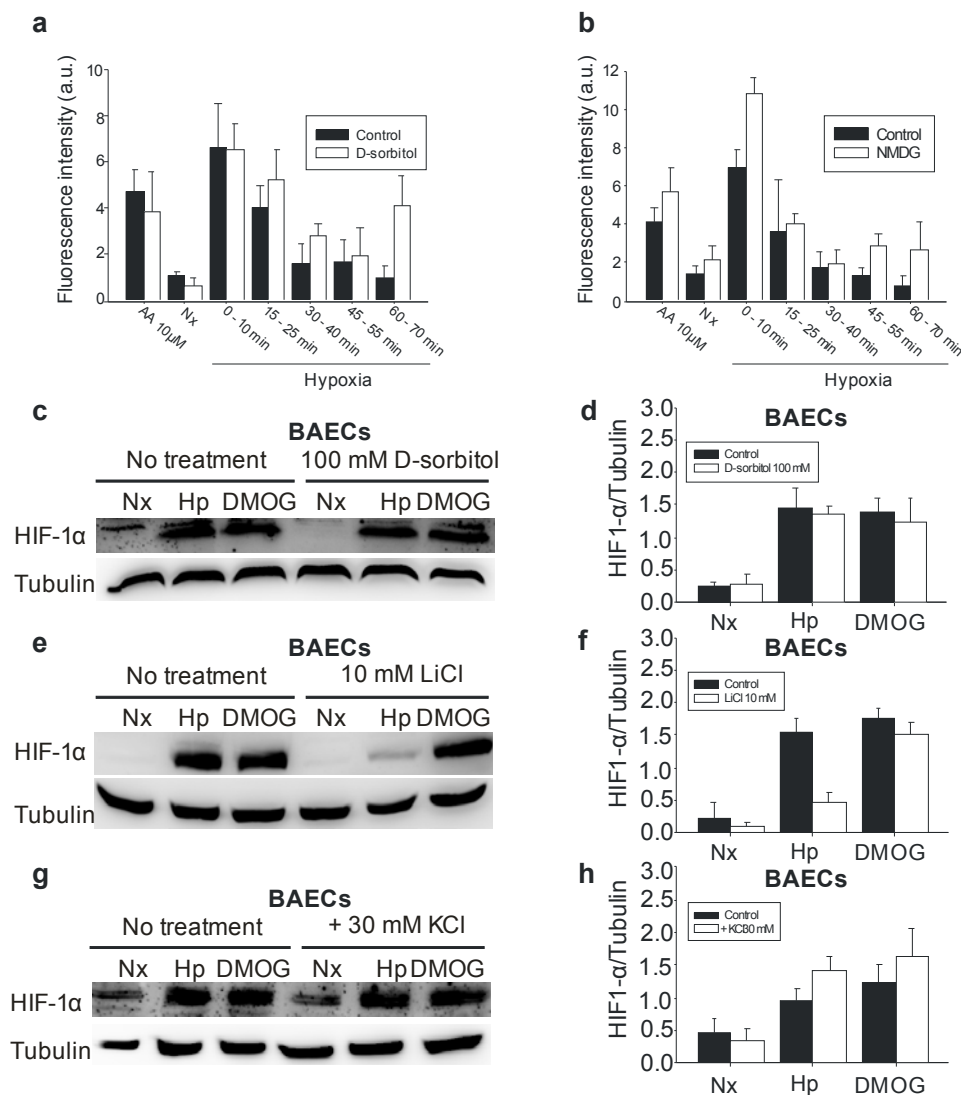 a
Fluorescence intensity (a.u.)
10
8
6
4
2
0
Control
D-sorbitol
AA 10µM
Nx
0 - 10 min
15 - 25 min
30 - 40 min
45 - 55 min
60 - 70 min
Hypoxia
b
Fluorescence intensity (a.u.)
12
10
8
6
4
2
0
Control
NMDG
AA 10µM
Nx
0 - 10 min
15 - 25 min
30 - 40 min
45 - 55 min
60 - 70 min
Hypoxia
c
BAECs
No treatment 100 mM D-sorbitol
Nx Hp DMOG Nx Hp DMOG
HIF-1α
Tubulin
d
BAECs
HIF1-α/Tubulin
3.0
2.5
2.0
1.5
1.0
0.5
0.0
Control
D-sorbitol 100 mM
Nx Hp DMOG
e
BAECs
No treatment 10 mM LiCl
Nx Hp DMOG Nx Hp DMOG
HIF-1α
Tubulin
f
BAECs
HIF1-α/Tubulin
3.0
2.5
2.0
1.5
1.0
0.5
0.0
Control
LiCl 10 mM
Nx Hp DMOG
g
BAECs
No treatment + 30 mM KCl
Nx Hp DMOG Nx Hp DMOG
HIF-1α
Tubulin
h
BAECs
HIF1-α/Tubulin
3.0
2.5
2.0
1.5
1.0
0.5
0.0
Control
+ KCl30 mM
Nx Hp DMOG